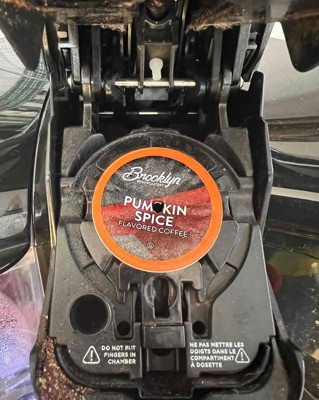 Brooklyn
PUMPKIN
SPICE
FLAVORED COFFEE
DO NOT PUT
FINGERS IN
CHAMBER
NE PAS METTRE LES
DOIGTS DANS LE
COMPARTIMENT
À DOSETTE